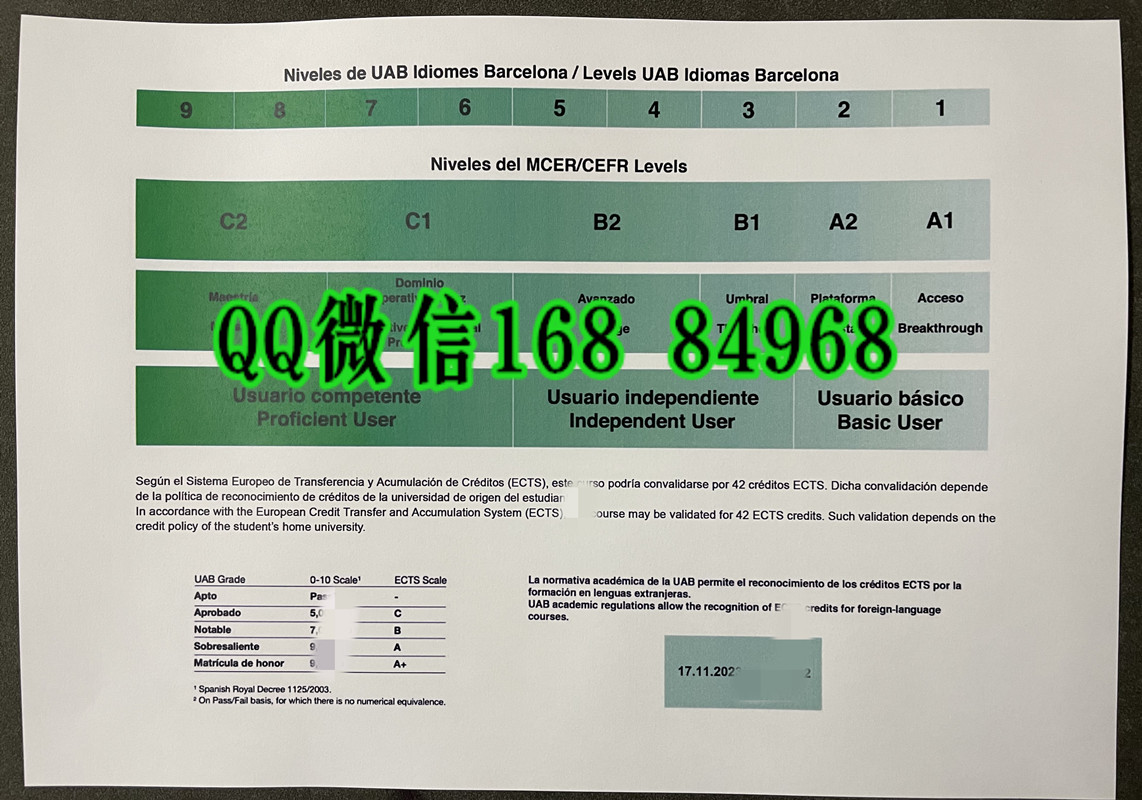 Niveles de UAB Idiomes Barcelona / Levels UAB Idiomas Barcelona
9 8 7 6 5 4 3 2 1
Niveles del MCER/CEFR Levels
C2 C1 B2 B1 A2 A1
Maestría Dominio Avanzado Umbral Plataforma Acceso
Breakthrough
QQ微信168 84968
Usuario competente Usuario independiente Usuario básico
Proficient User Independent User Basic User
Según el Sistema Europeo de Transferencia y Acumulación de Créditos (ECTS), este podría convalidarse por 42 créditos ECTS. Dicha convalidación depende
de la política de reconocimiento de créditos de la universidad de origen del
In accordance with the European Credit Transfer and Accumulation System (ECTS), may be validated for 42 ECTS credits. Such validation depends on the
credit policy of the student's home university.
UAB Grade 0-10 Scale¹ ECTS Scale
Apto -
Aprobado C
Notable B
Sobresaliente A
Matrícula de honor A+
¹ Spanish Royal Decree 1125/2003.
² On Pass/Fail basis, for which there is no numerical equivalence.
La normativa académica de la UAB permite el reconocimiento de los créditos ECTS por la
formación en lenguas extranjeras.
UAB academic regulations allow the recognition of credits for foreign-language
courses.
17.11.202